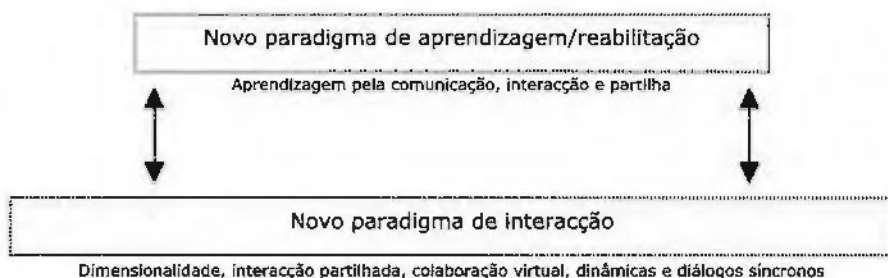 Novo paradigma de aprendizagem/reabilitação
Aprendizagem pela comunicação, interacção e partilha
Novo paradigma de interacção
Dimensionalidade, interacção partilhada, colaboração virtual, dinâmicas e diálogos síncronos